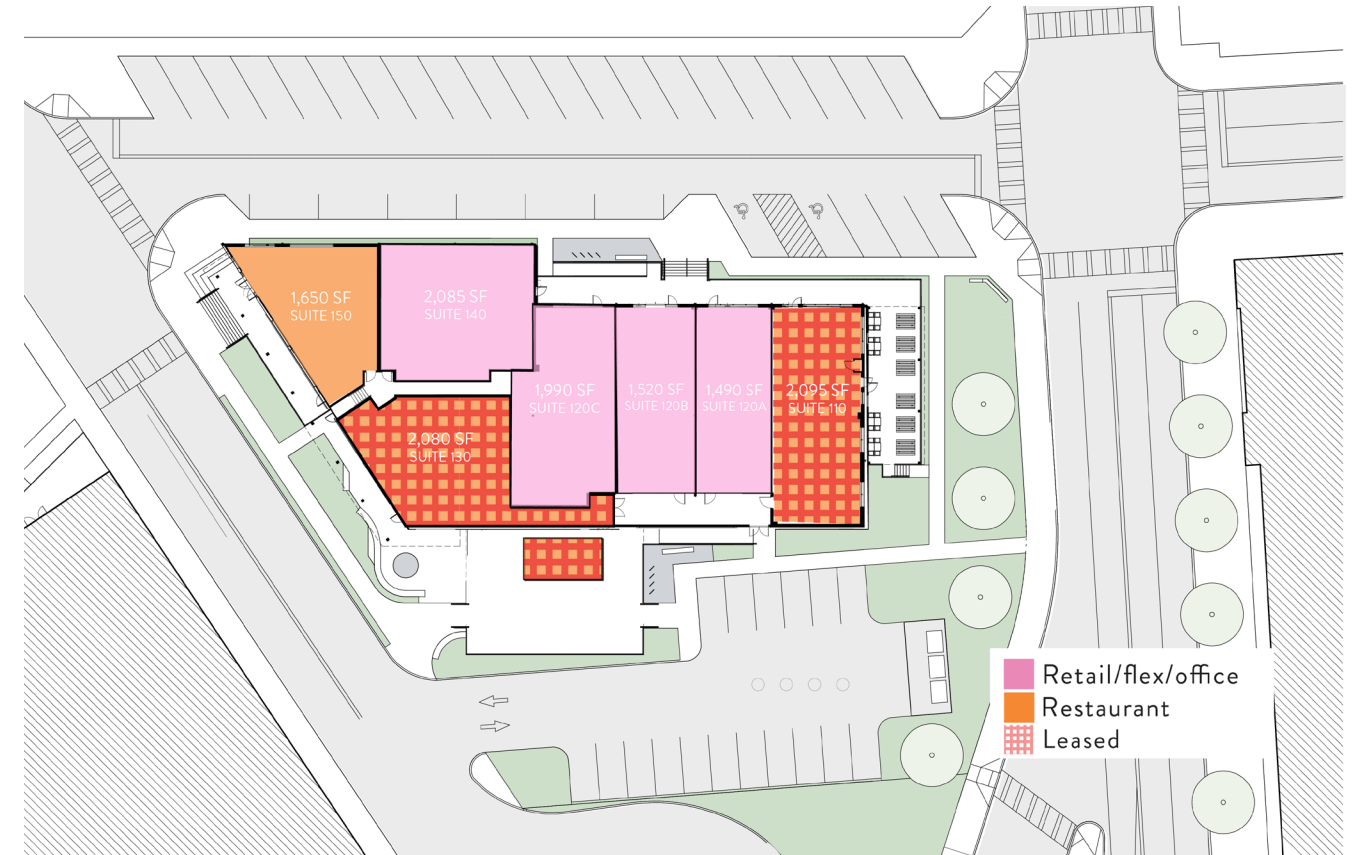 1,650 SF
SUITE 150
2,085 SF
SUITE 140
1,990 SF
SUITE 120C
1,520 SF
SUITE 120B
1,490 SF
SUITE 120A
2,095 SF
SUITE 110
2,080 SF
SUITE 130
Retail/flex/office
Restaurant
Leased